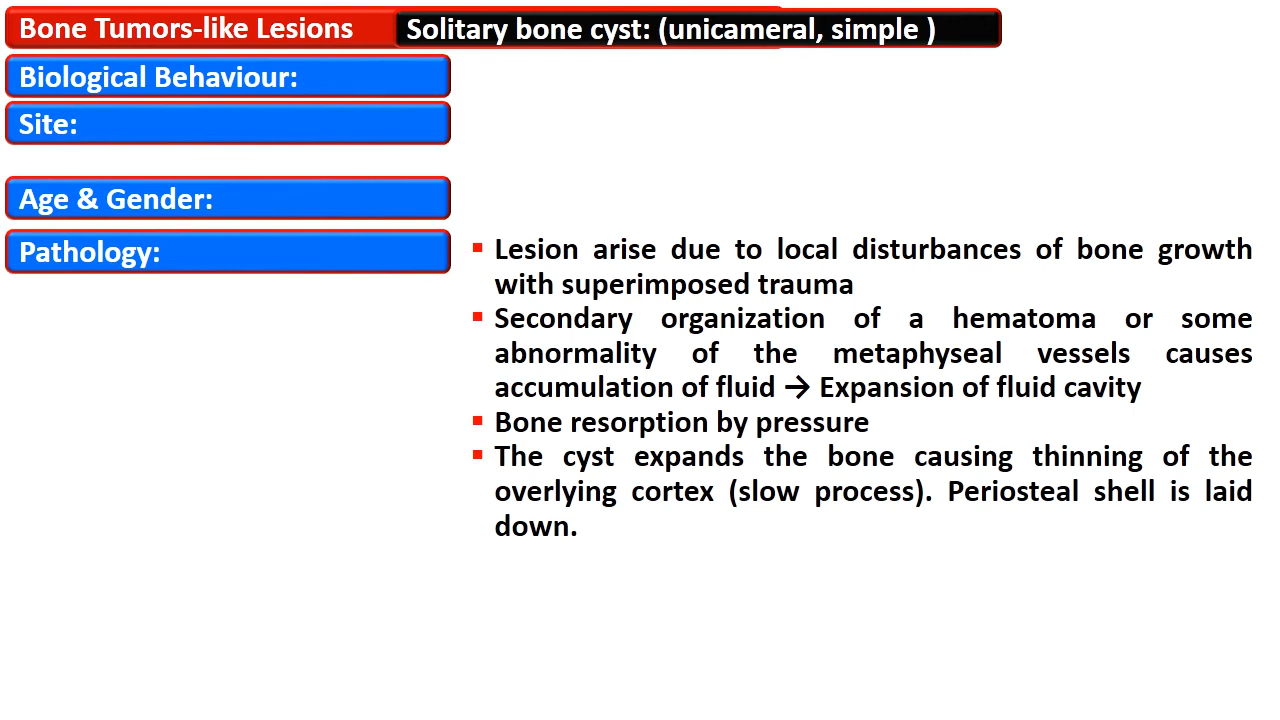 Bone Tumors-like Lesions Solitary bone cyst: (unicameral, simple )
Biological Behaviour:
Site:
Age & Gender:
Pathology:
▪ Lesion arise due to local disturbances of bone growth
with superimposed trauma
▪ Secondary organization of a hematoma or some
abnormality of the metaphyseal vessels causes
accumulation of fluid → Expansion of fluid cavity
▪ Bone resorption by pressure
▪ The cyst expands the bone causing thinning of the
overlying cortex (slow process). Periosteal shell is laid
down.